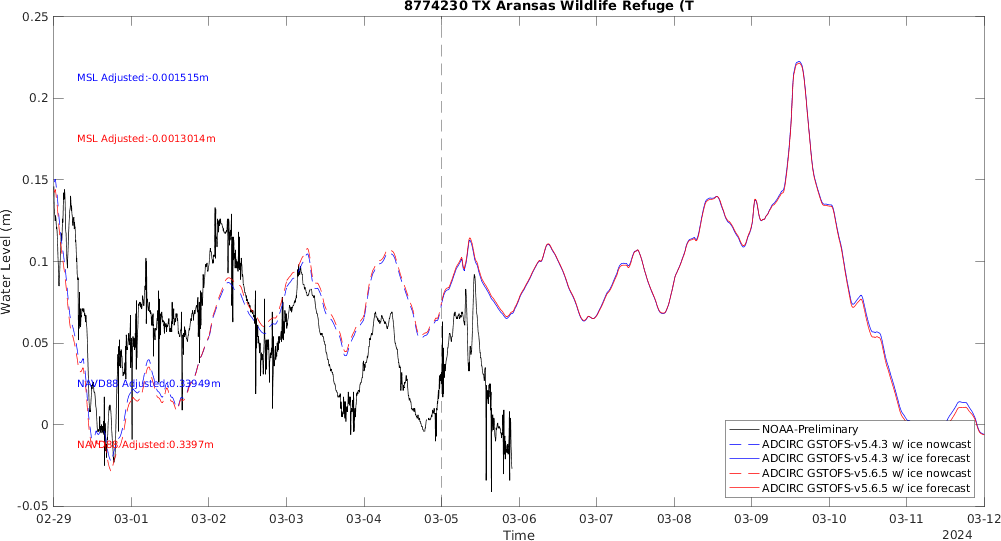 8774230 TX Aransas Wildlife Refuge (T
0.25
MSL Adjusted:-0.001515m
0.2
MSL Adjusted:-0.0013014m
0.15
Water Level (m)
0.1
0.05
NAVD88 Adjusted:0.33949m
0
NAVD88 Adjusted:0.3397m
NOAA-Preliminary
ADCIRC GSTOFS-v5.4.3 w/ ice nowcast
ADCIRC GSTOFS-v5.4.3 w/ ice forecast
ADCIRC GSTOFS-v5.6.5 w/ ice nowcast
ADCIRC GSTOFS-v5.6.5 w/ ice forecast
-0.05
02-29 03-01 03-02 03-03 03-04 03-05 03-06 03-07 03-08 03-09 03-10 03-11 03-12
Time
2024